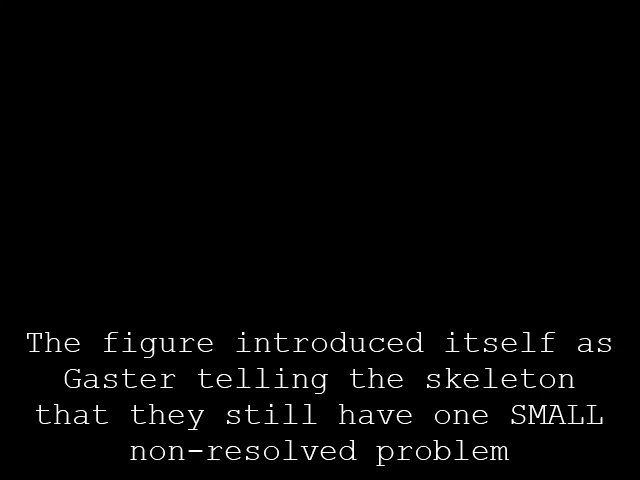 The figure introduced itself as
Gaster telling the skeleton
that they still have one SMALL
non-resolved problem